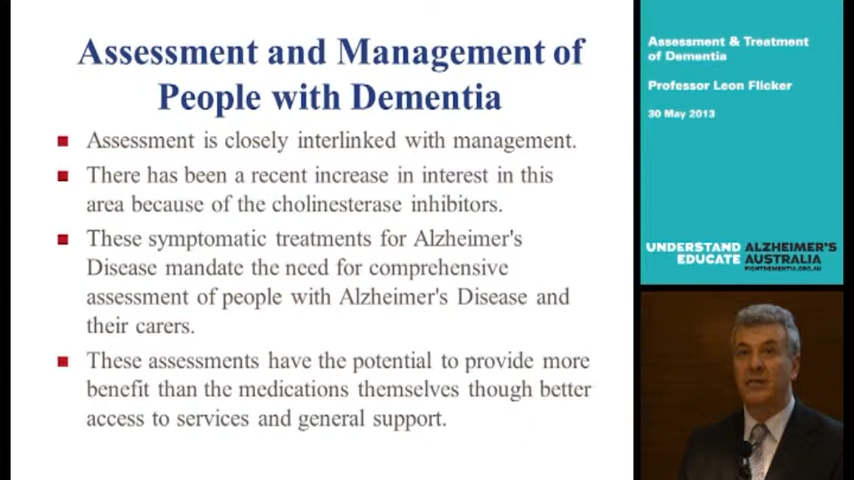 Assessment and Management of
People with Dementia
Assessment is closely interlinked with management.
There has been a recent increase in interest in this
area because of the cholinesterase inhibitors.
These symptomatic treatments for Alzheimer's
Disease mandate the need for comprehensive
assessment of people with Alzheimer's Disease and
their carers.
These assessments have the potential to provide more
benefit than the medications themselves though better
access to services and general support.
Assessment & Treatment
of Dementia
Professor Leon Flicker
30 May 2013
UNDERSTAND ALZHEIMER'S
EDUCATE AUSTRALIA
FIGHTDEMENTIA.ORG.AU